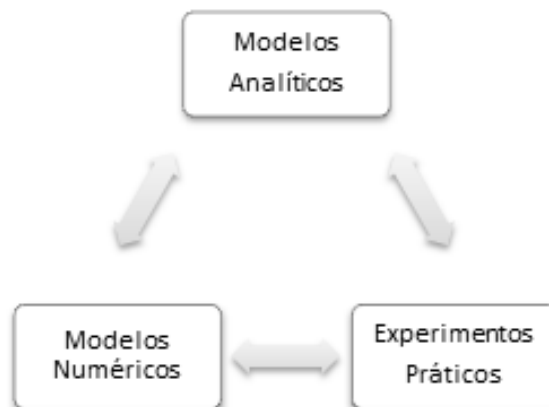 Modelos
Analíticos
Modelos
Numéricos
Experimentos
Práticos